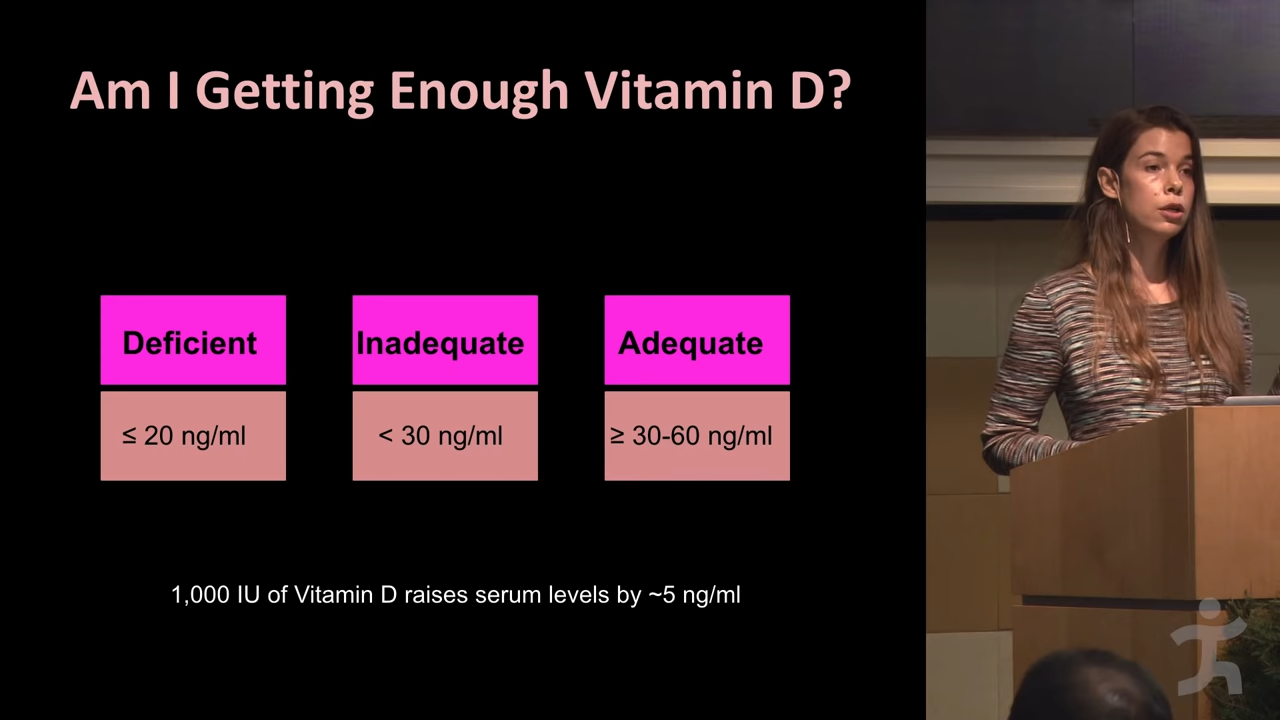 Am I Getting Enough Vitamin D?
Deficient
Inadequate
Adequate
≤ 20 ng/ml
< 30 ng/ml
≥ 30-60 ng/ml
1,000 IU of Vitamin D raises serum levels by ~5 ng/ml